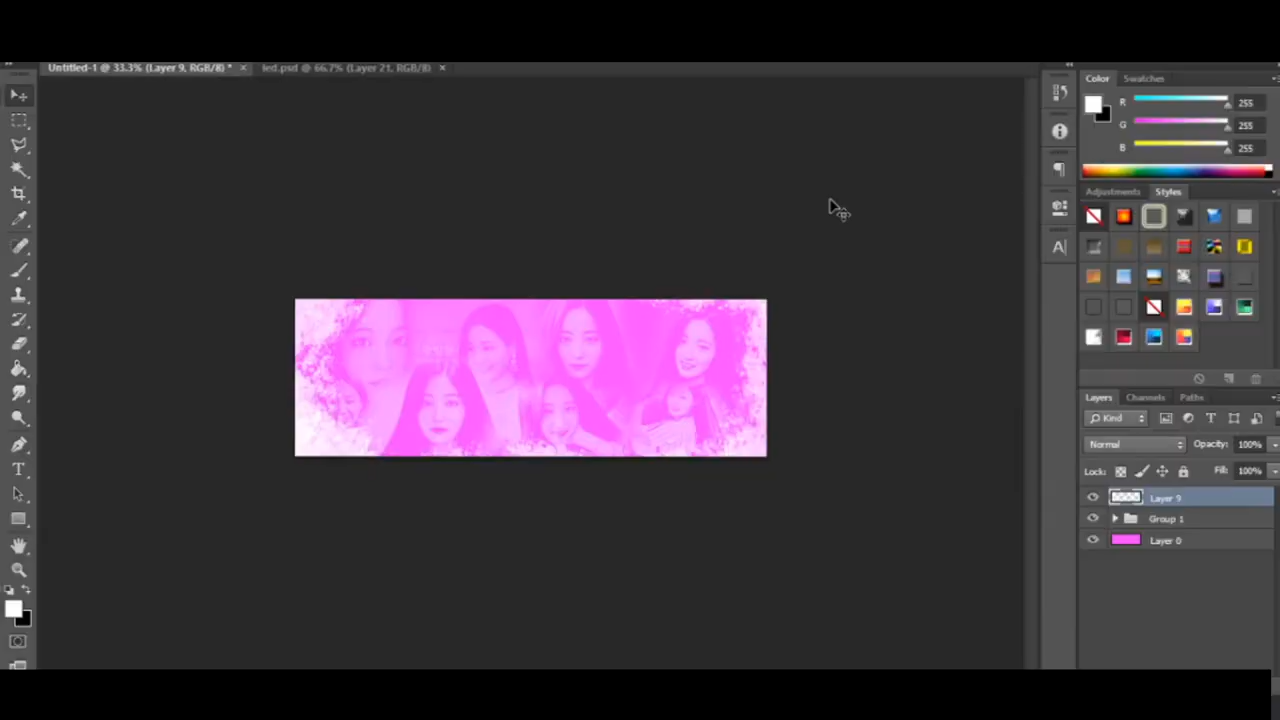 Untitled-1 @ 33.3% (Layer 9, RGB/8) * × led.psd @ 66.7% (Layer 21, RGB/8) ×
Color Swatches
R 255
G 255
B 255
Adjustments Styles
A|
Layers Channels Paths
Kind T
Normal Opacity: 100%
Lock: Fill: 100%
Layer 9
Group 1
Layer 0
T